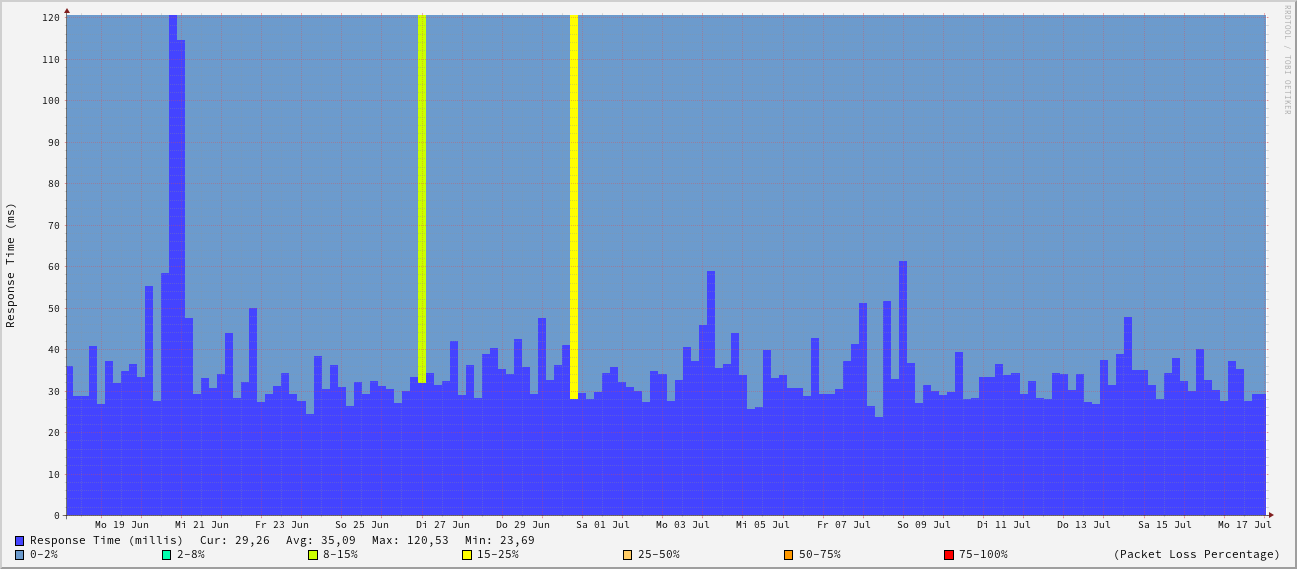 RRDTOOL / TOBI OETIKER
Response Time (ms)
120
110
100
90
80
70
60
50
40
30
20
10
0
Mo 19 Jun Mi 21 Jun Fr 23 Jun So 25 Jun Di 27 Jun Do 29 Jun Sa 01 Jul Mo 03 Jul Mi 05 Jul Fr 07 Jul So 09 Jul Di 11 Jul Do 13 Jul Sa 15 Jul Mo 17 Jul
Response Time (millis) Cur: 29,26 Avg: 35,09 Max: 120,53 Min: 23,69
0-2% 2-8% 8-15% 15-25% 25-50% 50-75% 75-100% (Packet Loss Percentage)